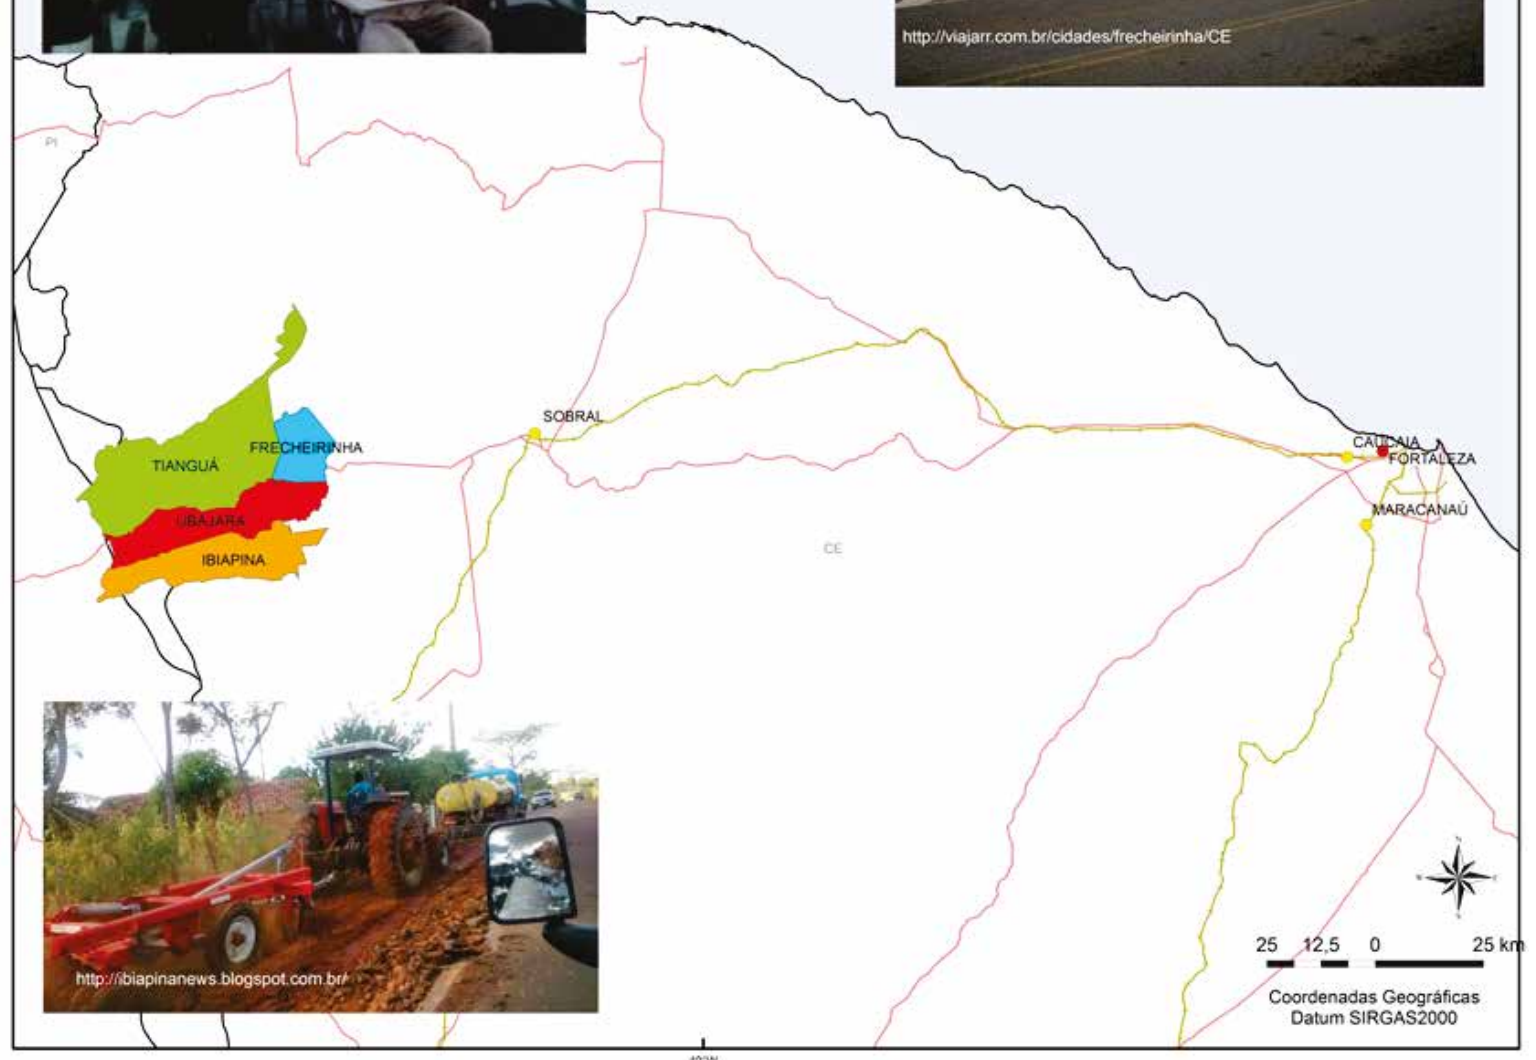 http://viajarr.com.br/cidades/frecheirinha/CE
PI
SOBRAL
FRECHEIRINHA
TIANGUÁ
CAUCAIA
FORTALEZA
MARACANAÚ
UBAJARA
IBIAPINA
CE
N
W
E
S
25 12,5 0 25 km
http://ibiapinanews.blogspot.com.br/
Coordenadas Geográficas
Datum SIRGAS2000